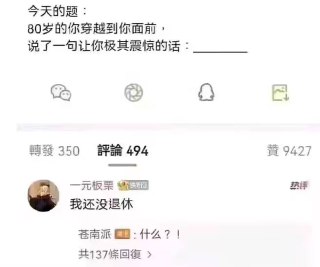 今天的题：
80岁的你穿越到你面前，
说了一句让你极其震惊的话：________
轉發 350 評論 494 赞 9427
一元板栗
热评
我还没退休
苍南派 : 什么？！
共137條回復 >